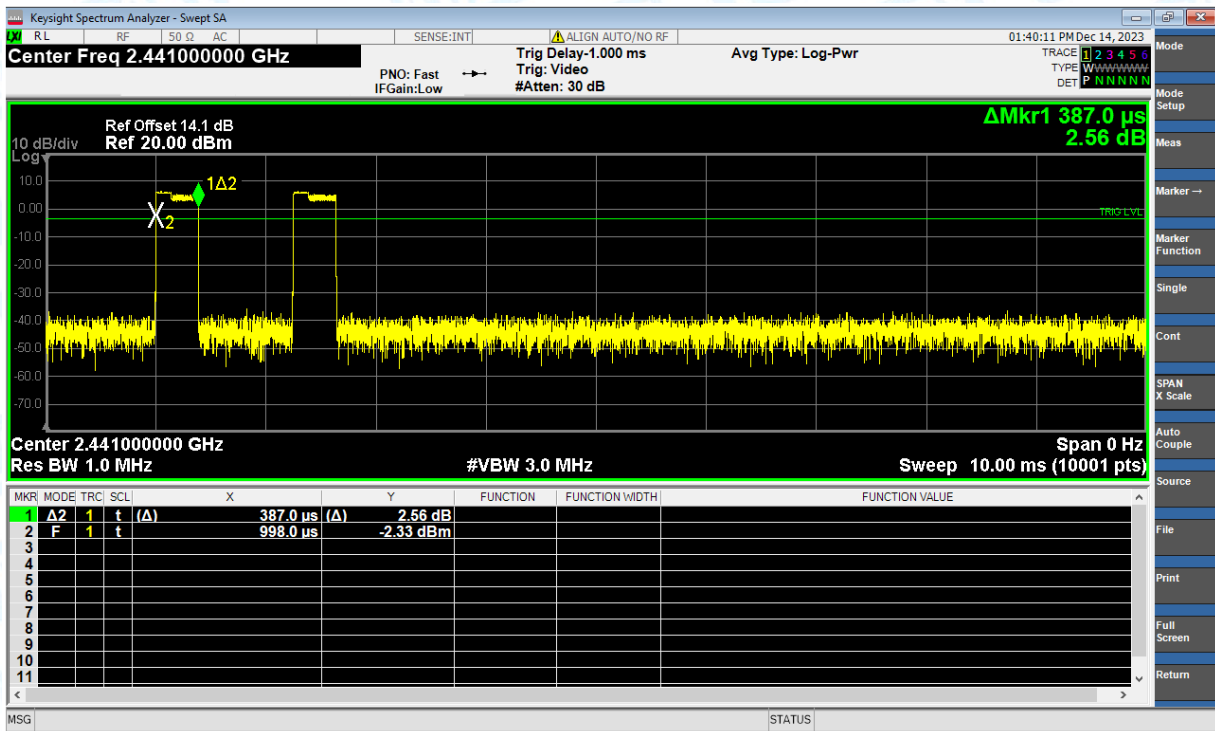 Keysight Spectrum Analyzer - Swept SA
LXI RL RF 50 Ω AC SENSE:INT ALIGN AUTO/NO RF 01:40:11 PM Dec 14, 2023
Center Freq 2.441000000 GHz
PNO: Fast
IFGain:Low
Trig Delay-1.000 ms
Trig: Video
#Atten: 30 dB
Avg Type: Log-Pwr
TRACE 1 2 3 4 5 6
TYPE WWWWWW
DET P N N N N N
10 dB/div
Log
Ref Offset 14.1 dB
Ref 20.00 dBm
ΔMkr1 387.0 µs
2.56 dB
10.0
0.00
-10.0
-20.0
-30.0
-40.0
-50.0
-60.0
-70.0
1Δ2
2
TRIG LVL
Center 2.441000000 GHz Span 0 Hz
Res BW 1.0 MHz #VBW 3.0 MHz Sweep 10.00 ms (10001 pts)
MKR MODE TRC SCL X Y FUNCTION FUNCTION WIDTH FUNCTION VALUE
1 Δ2 1 t (Δ) 387.0 µs (Δ) 2.56 dB
2 F 1 t 998.0 µs -2.33 dBm
3
4
5
6
7
8
9
10
11
MSG STATUS
Mode
Mode
Setup
Meas
Marker →
Marker
Function
Single
Cont
SPAN
X Scale
Auto
Couple
Source
File
Print
Full
Screen
Return